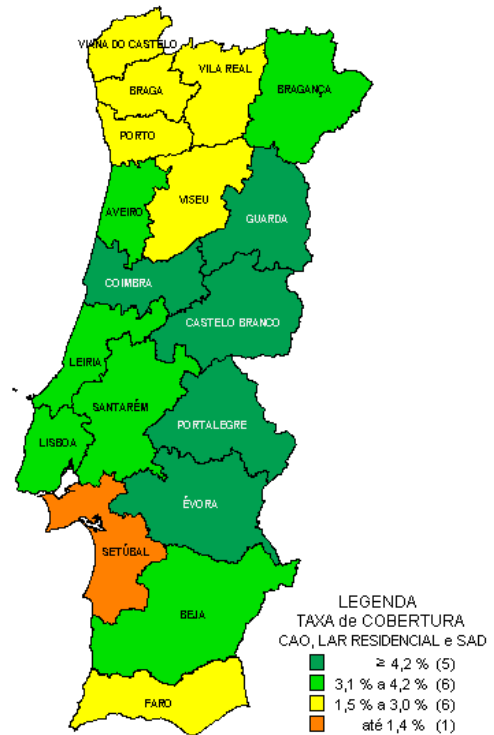 VIANA DO CASTELO
VILA REAL
BRAGANÇA
BRAGA
PORTO
AVEIRO
VISEU
GUARDA
COIMBRA
CASTELO BRANCO
LEIRIA
SANTARÉM
PORTALEGRE
LISBOA
ÉVORA
SETÚBAL
BEJA
FARO
LEGENDA
TAXA de COBERTURA
CAO, LAR RESIDENCIAL e SAD
≥ 4,2 % (5)
3,1 % a 4,2 % (6)
1,5 % a 3,0 % (6)
até 1,4 % (1)